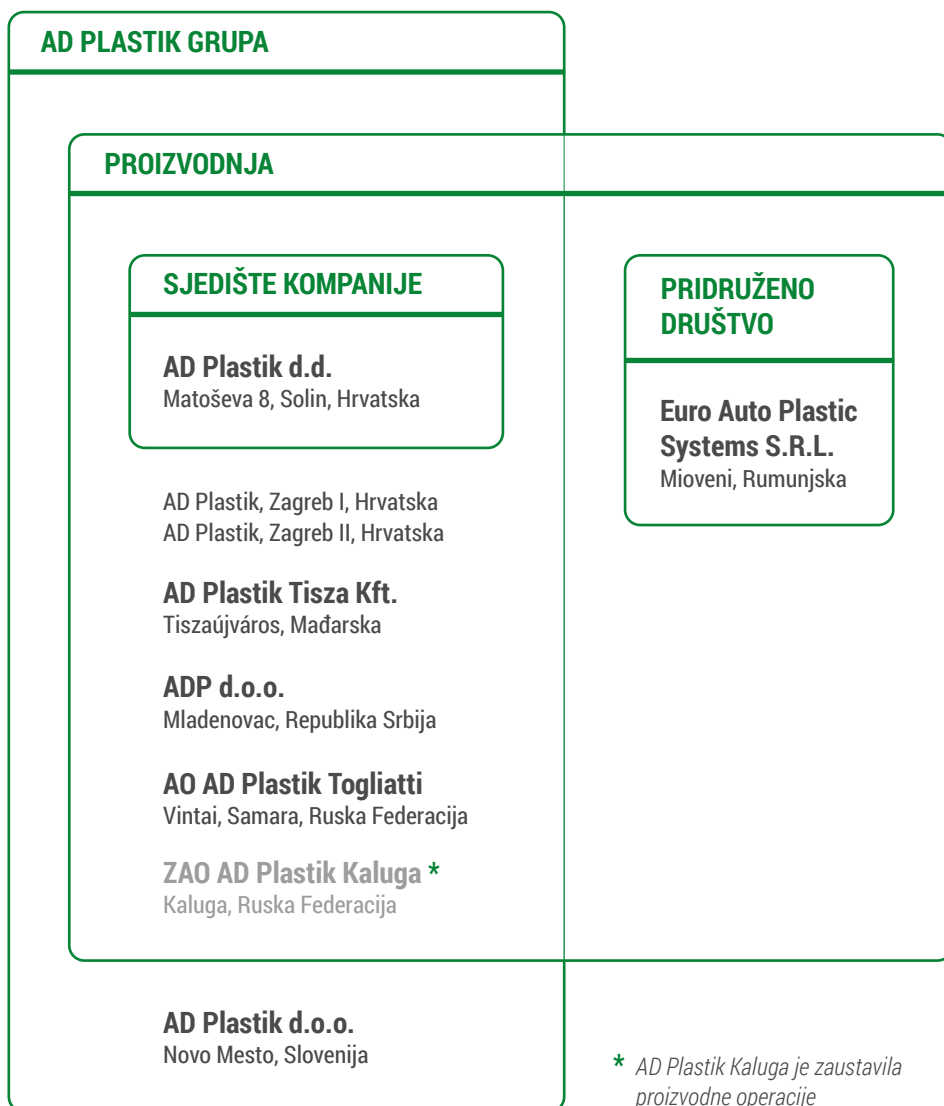 AD PLASTIK GRUPA
PROIZVODNJA
SJEDIŠTE KOMPANIJE
AD Plastik d.d.
Matoševa 8, Solin, Hrvatska
AD Plastik, Zagreb I, Hrvatska
AD Plastik, Zagreb II, Hrvatska
AD Plastik Tisza Kft.
Tiszaújváros, Mađarska
ADP d.o.o.
Mladenovac, Republika Srbija
AO AD Plastik Togliatti
Vintai, Samara, Ruska Federacija
ZAO AD Plastik Kaluga *
Kaluga, Ruska Federacija
PRIDRUŽENO
DRUŠTVO
Euro Auto Plastic
Systems S.R.L.
Mioveni, Rumunjska
AD Plastik d.o.o.
Novo Mesto, Slovenija
* AD Plastik Kaluga je zaustavila
proizvodne operacije